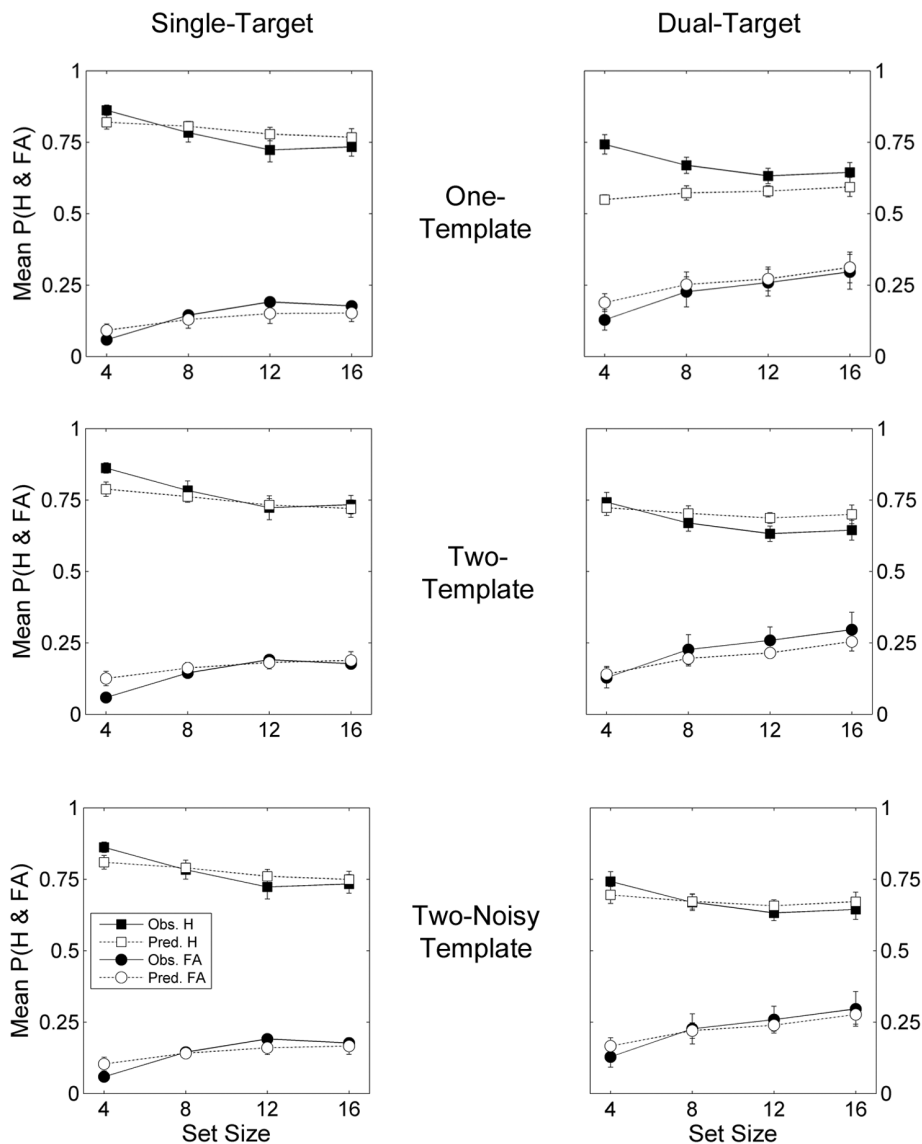 Single-Target
Dual-Target
Mean P(H & FA)
1
0.75
0.5
0.25
0
4 8 12 16
One-
Template
1
0.75
0.5
0.25
0
4 8 12 16
Mean P(H & FA)
1
0.75
0.5
0.25
0
4 8 12 16
Two-
Template
1
0.75
0.5
0.25
0
4 8 12 16
Mean P(H & FA)
1
0.75
0.5
0.25
0
Obs. H
Pred. H
Obs. FA
Pred. FA
4 8 12 16
Set Size
Two-Noisy
Template
1
0.75
0.5
0.25
0
4 8 12 16
Set Size